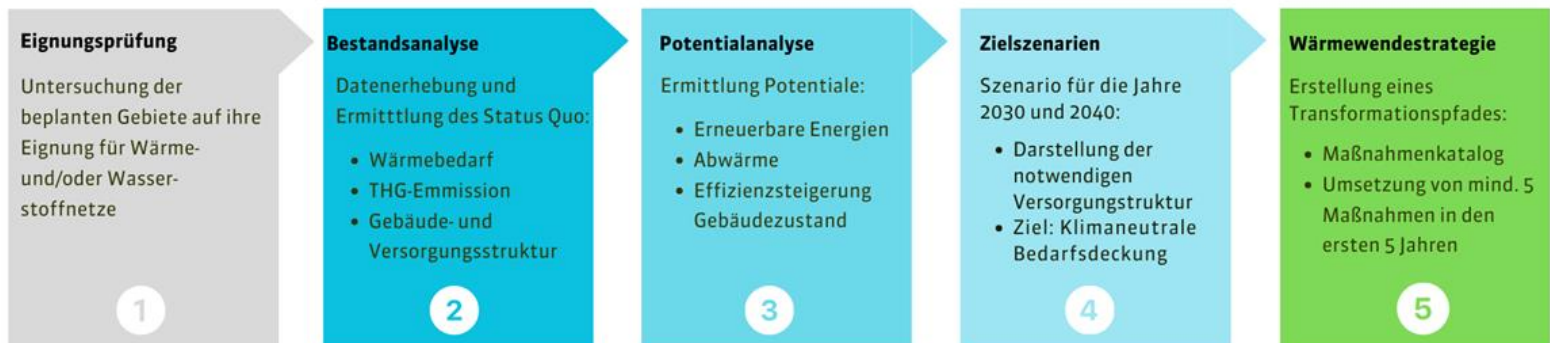 Eignungsprüfung
Untersuchung der
beplanten Gebiete auf ihre
Eignung für Wärme-
und/oder Wasser-
stoffnetze
1
Bestandsanalyse
Datenerhebung und
Ermitttlung des Status Quo:
• Wärmebedarf
• THG-Emmission
• Gebäude- und
Versorgungsstruktur
2
Potentialanalyse
Ermittlung Potentiale:
• Erneuerbare Energien
• Abwärme
• Effizienzsteigerung
Gebäudezustand
3
Zielszenarien
Szenario für die Jahre
2030 und 2040:
• Darstellung der
notwendigen
Versorgungstruktur
• Ziel: Klimaneutrale
Bedarfsdeckung
4
Wärmewendestrategie
Erstellung eines
Transformationspfades:
• Maßnahmenkatalog
• Umsetzung von mind. 5
Maßnahmen in den
ersten 5 Jahren
5